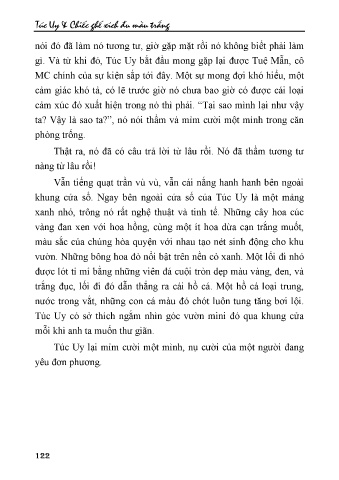 Túc Uy & Chiếc ghế xích đu màu trắng
nói đó đã làm nó tương tư, giờ gặp mặt rồi nó không biết phải làm
gì. Và từ khi đó, Túc Uy bắt đầu mong gặp lại được Tuệ Mẫn, cô
MC chính của sự kiện sắp tới đây. Một sự mong đợi khó hiểu, một
cảm giác khó tả, có lẽ trước giờ nó chưa bao giờ có được cái loại
cảm xúc đó xuất hiện trong nó thì phải. “Tại sao mình lại như vậy
ta? Vậy là sao ta?”, nó nói thầm và mỉm cười một mình trong căn
phòng trống.
Thật ra, nó đã có câu trả lời từ lâu rồi. Nó đã thầm tương tư
nàng từ lâu rồi!
Vẫn tiếng quạt trần vù vù, vẫn cái nắng hanh hanh bên ngoài
khung cửa sổ. Ngay bên ngoài cửa sổ của Túc Uy là một mảng
xanh nhỏ, trông nó rất nghệ thuật và tinh tế. Những cây hoa cúc
vàng đan xen với hoa hồng, cùng một ít hoa dừa cạn trắng muốt,
màu sắc của chúng hòa quyện với nhau tạo nét sinh động cho khu
vườn. Những bông hoa đó nổi bật trên nền cỏ xanh. Một lối đi nhỏ
được lót tỉ mỉ bằng những viên đá cuội tròn dẹp màu vàng, đen, và
trắng đục, lối đi đó dẫn thẳng ra cái hồ cá. Một hồ cá loại trung,
nước trong vắt, những con cá màu đỏ chót luôn tung tăng bơi lội.
Túc Uy có sở thích ngắm nhìn góc vườn mini đó qua khung cửa
mỗi khi anh ta muốn thư giãn.
Túc Uy lại mỉm cười một mình, nụ cười của một người đang
yêu đơn phương.
122